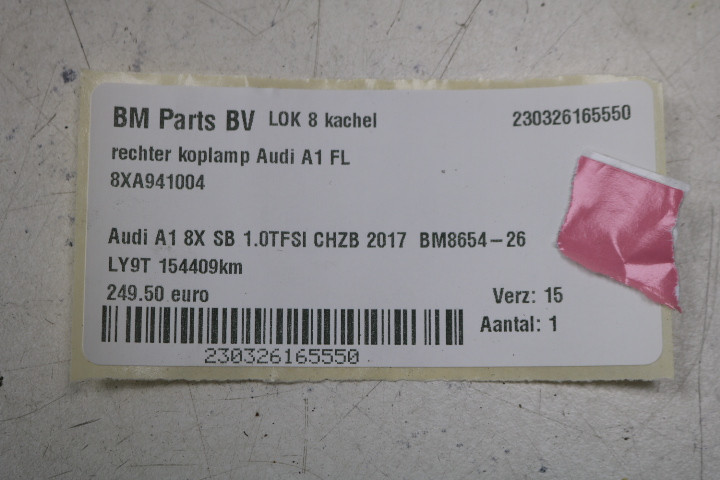 BM Parts BV LOK 8 kachel 230326165550
rechter koplamp Audi A1 FL
8XA941004
Audi A1 8X SB 1.0TFSI CHZB 2017 BM8654-26
LY9T 154409km
249.50 euro Verz: 15
Aantal: 1
230326165550